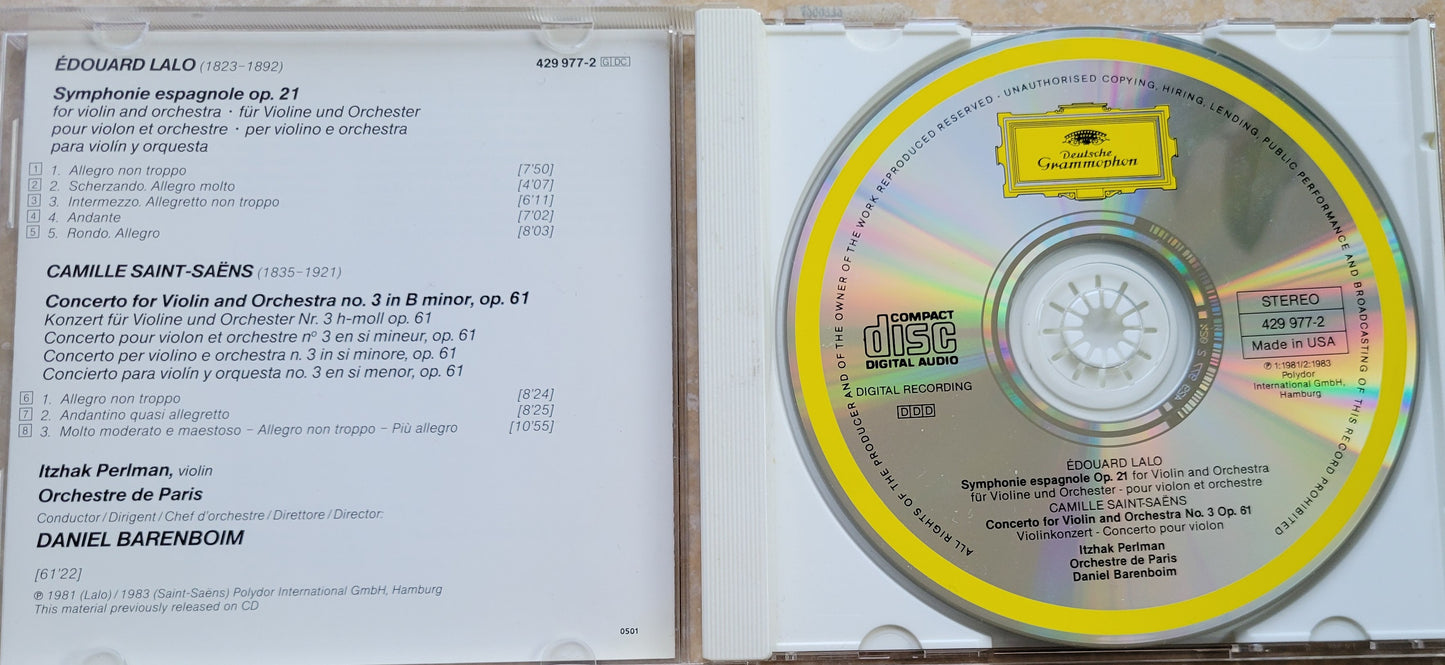 ÉDOUARD LALO (1823–1892)
429 977-2 GDC
Symphonie espagnole op. 21
for violin and orchestra · für Violine und Orchester
pour violon et orchestre · per violino e orchestra
para violín y orquesta
1 1. Allegro non troppo [7'50]
2 2. Scherzando. Allegro molto [4'07]
3 3. Intermezzo. Allegretto non troppo [6'11]
4 4. Andante [7'02]
5 5. Rondo. Allegro [8'03]
CAMILLE SAINT-SAËNS (1835–1921)
Concerto for Violin and Orchestra no. 3 in B minor, op. 61
Konzert für Violine und Orchester Nr. 3 h-moll op. 61
Concerto pour violon et orchestre nº 3 en si mineur, op. 61
Concerto per violino e orchestra n. 3 in si minore, op. 61
Concierto para violín y orquesta no. 3 en si menor, op. 61
6 1. Allegro non troppo [8'24]
7 2. Andantino quasi allegretto [8'25]
8 3. Molto moderato e maestoso – Allegro non troppo – Più allegro [10'55]
Itzhak Perlman, violin
Orchestre de Paris
Conductor/Dirigent/Chef d'orchestre/Direttore/Director:
DANIEL BARENBOIM
[61'22]
℗ 1981 (Lalo) / 1983 (Saint-Saëns) Polydor International GmbH, Hamburg
This material previously released on CD
0501
ALL RIGHTS OF THE PRODUCER AND OF THE OWNER OF THE WORK REPRODUCED RESERVED · UNAUTHORISED COPYING, HIRING, LENDING, PUBLIC PERFORMANCE AND BROADCASTING OF THIS RECORD PROHIBITED
Deutsche
Grammophon
COMPACT
disc
DIGITAL AUDIO
DIGITAL RECORDING
DDD
STEREO
429 977-2
Made in USA
℗ 1:1981/2:1983
Polydor
International GmbH,
Hamburg
ÉDOUARD LALO
Symphonie espagnole Op. 21 for Violin and Orchestra
für Violine und Orchester - pour violon et orchestre
CAMILLE SAINT-SAËNS
Concerto for Violin and Orchestra No. 3 Op. 61
Violinkonzert - Concerto pour violon
Itzhak Perlman
Orchestre de Paris
Daniel Barenboim